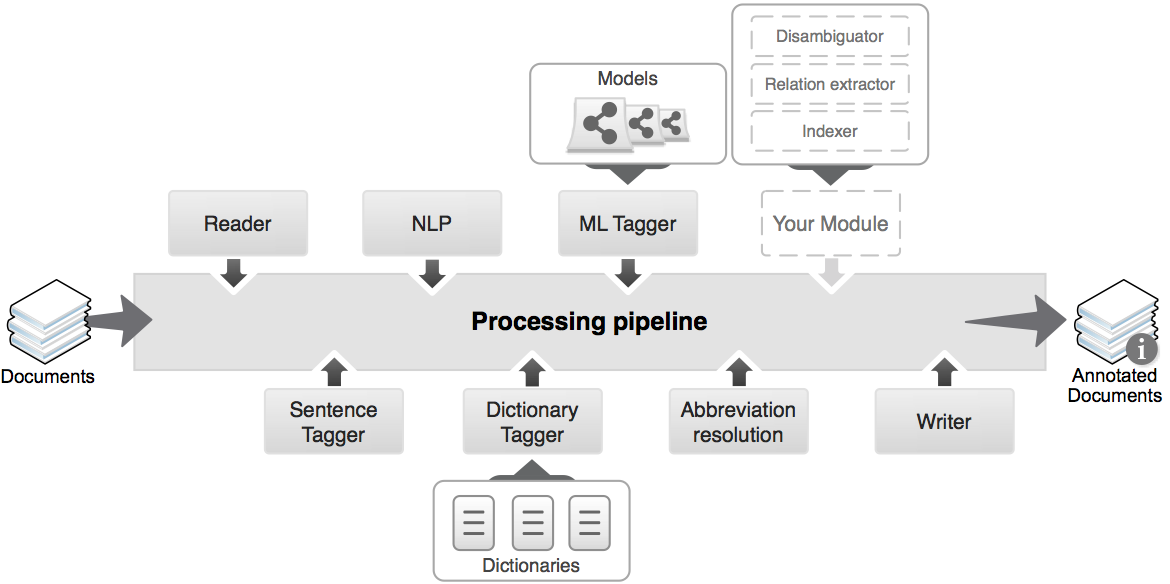 Disambiguator
Relation extractor
Indexer
Models
Reader
NLP
ML Tagger
Your Module
Processing pipeline
Documents
Annotated
Documents
Sentence
Tagger
Dictionary
Tagger
Abbreviation
resolution
Writer
Dictionaries
i